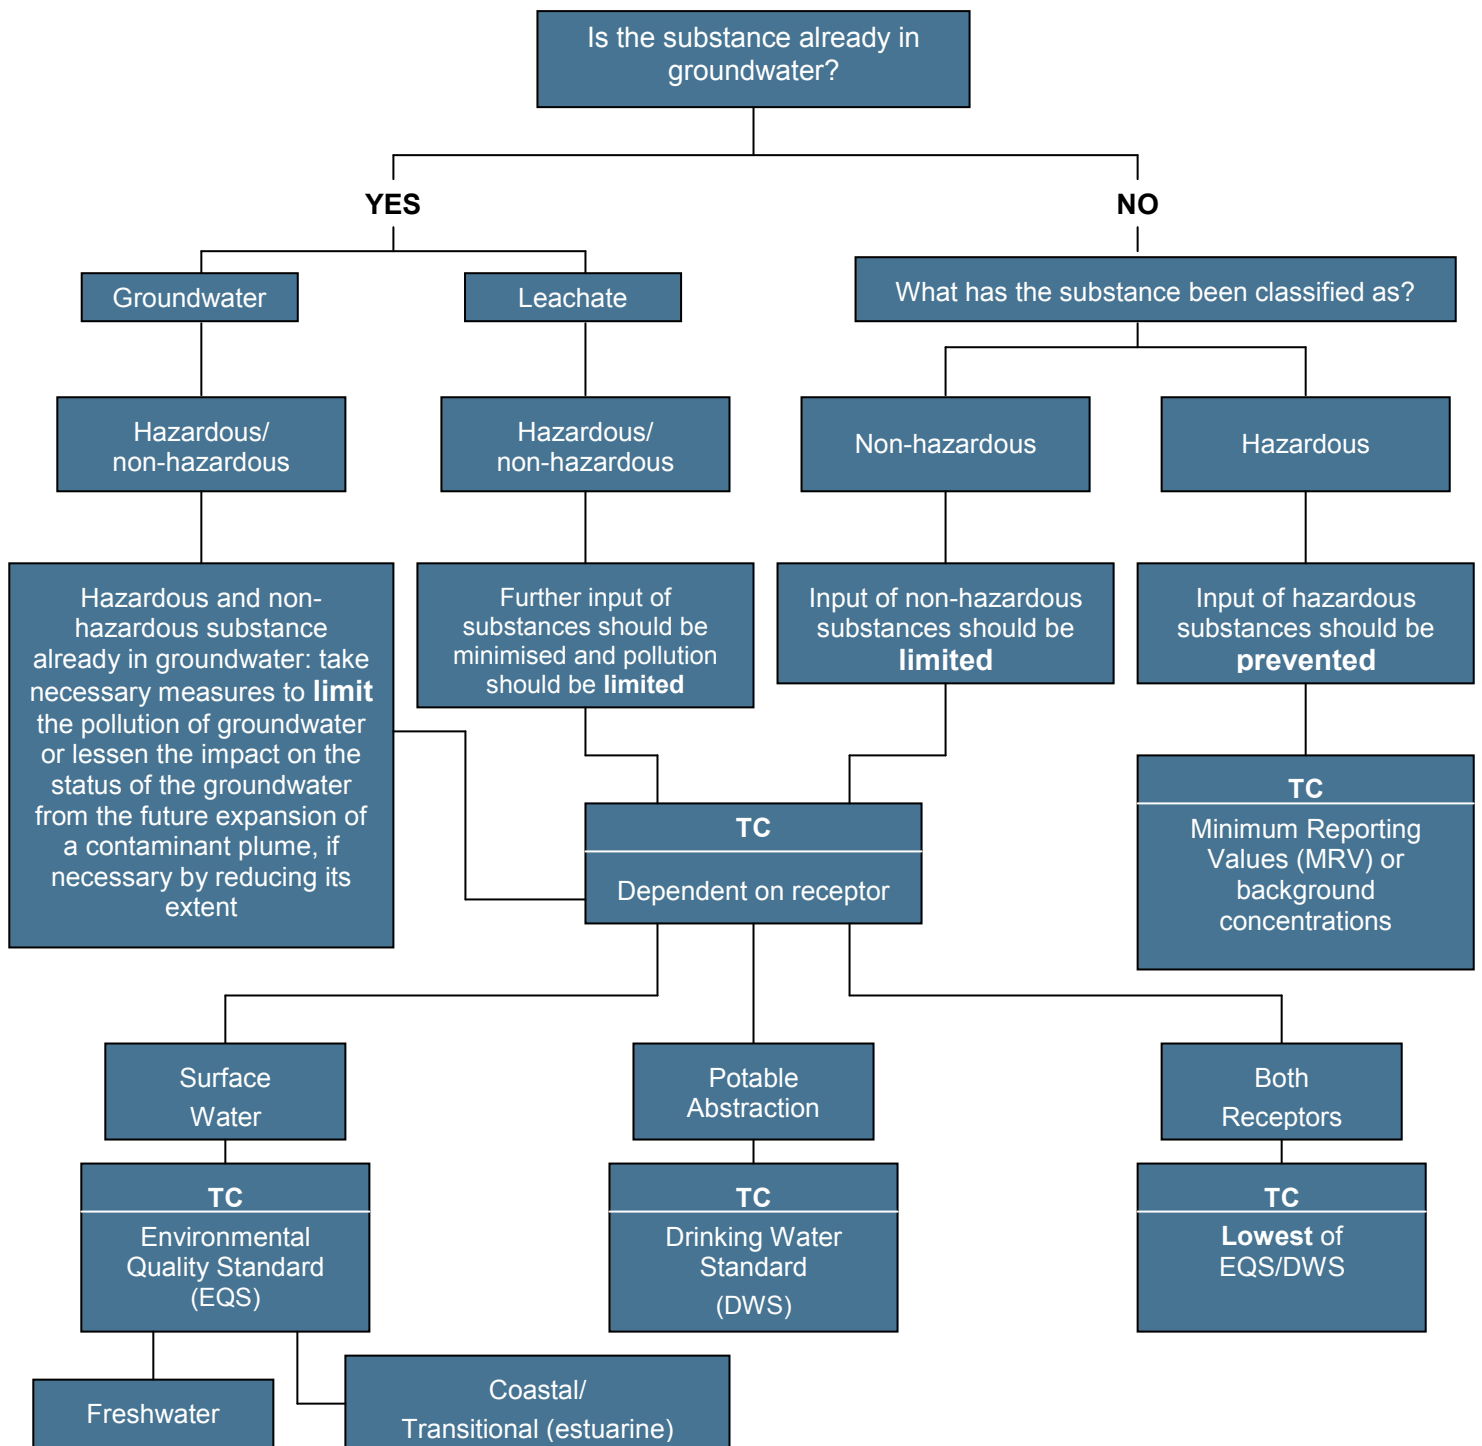 Is the substance already in
groundwater?
YES
NO
Groundwater
Leachate
What has the substance been classified as?
Hazardous/
non-hazardous
Hazardous/
non-hazardous
Non-hazardous
Hazardous
Hazardous and non-
hazardous substance
already in groundwater: take
necessary measures to limit
the pollution of groundwater
or lessen the impact on the
status of the groundwater
from the future expansion of
a contaminant plume, if
necessary by reducing its
extent
Further input of
substances should be
minimised and pollution
should be limited
Input of non-hazardous
substances should be
limited
Input of hazardous
substances should be
prevented
TC
Dependent on receptor
TC
Minimum Reporting
Values (MRV) or
background
concentrations
Surface
Water
Potable
Abstraction
Both
Receptors
TC
Environmental
Quality Standard
(EQS)
TC
Drinking Water
Standard
(DWS)
TC
Lowest of
EQS/DWS
Freshwater
Coastal/
Transitional (estuarine)